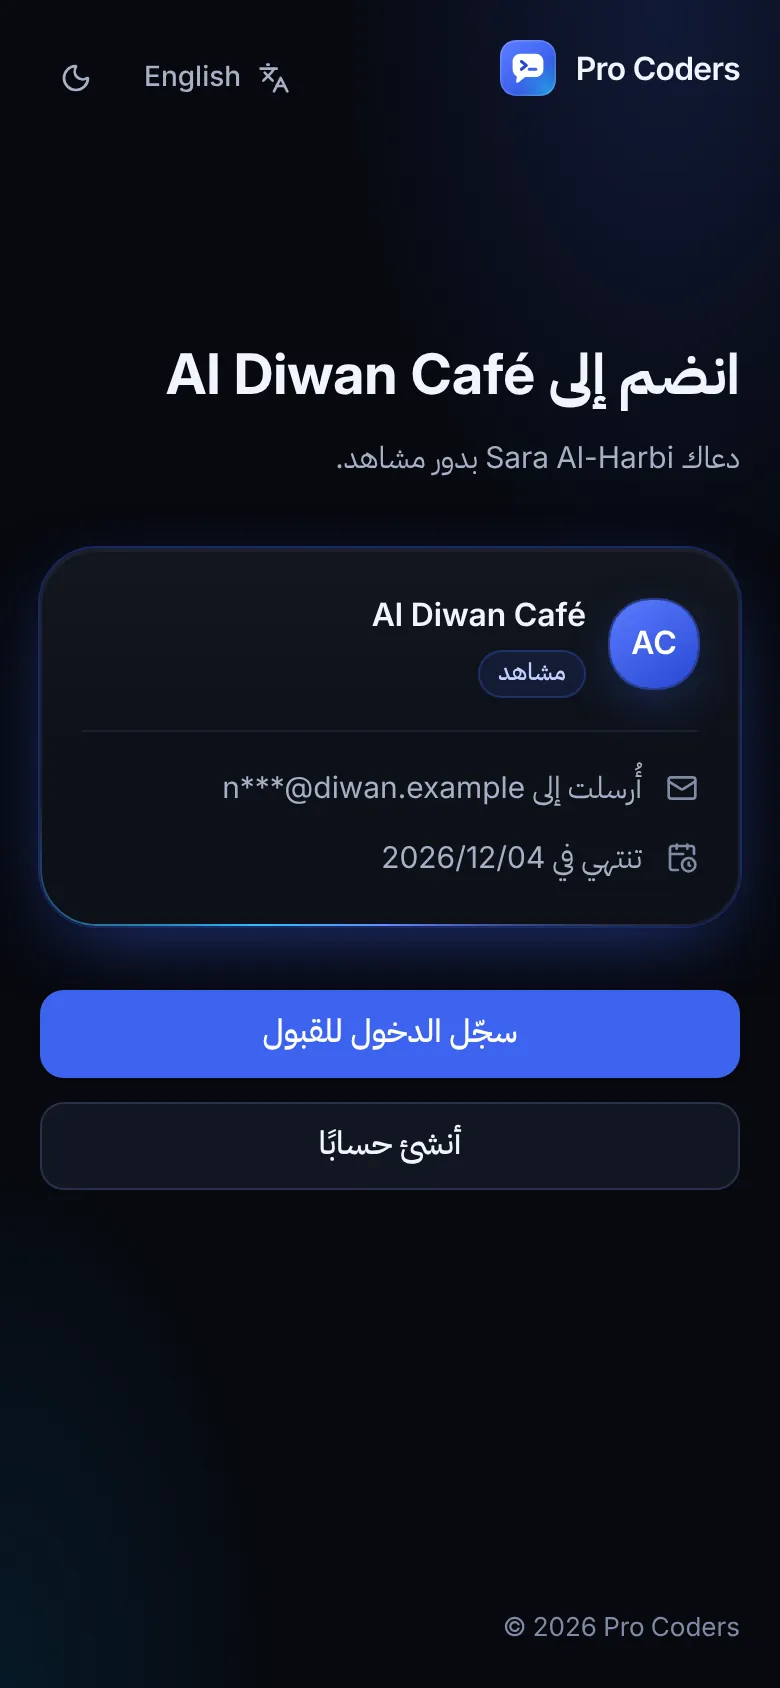 Pro Coders
English
انضم إلى Al Diwan Café
دعاك Sara Al-Harbi بدور مشاهد.
AC
Al Diwan Café
مشاهد
أُرسلت إلى n***@diwan.example
تنتهي في 2026/12/04
سجّل الدخول للقبول
أنشئ حسابًا
© 2026 Pro Coders